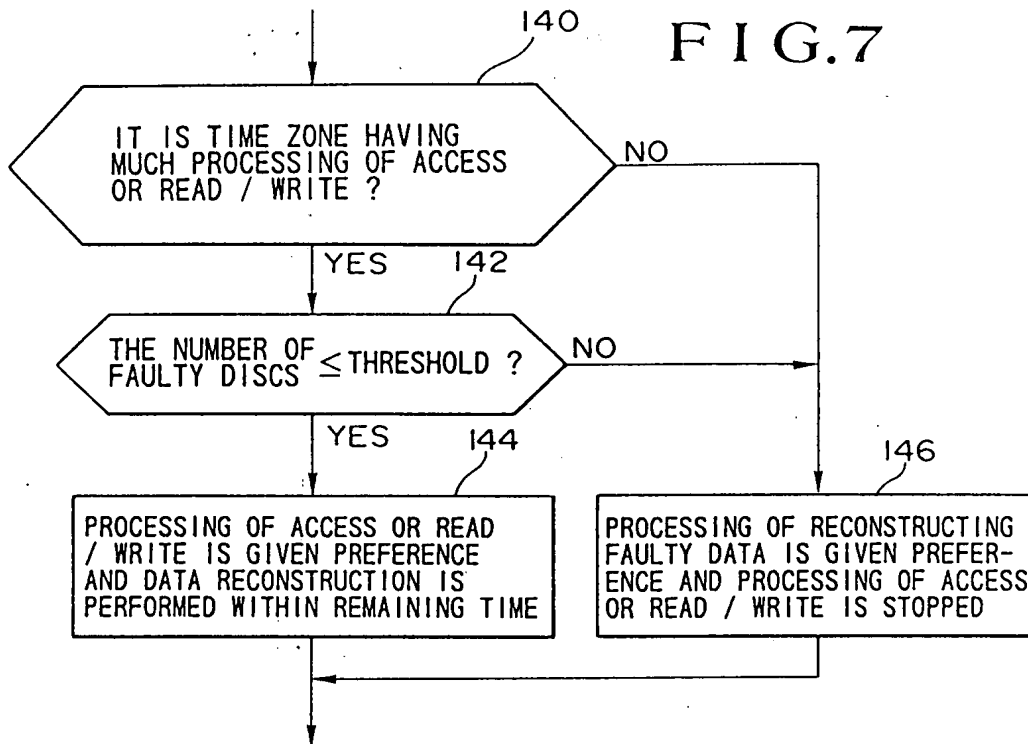 140
FIG.7
IT IS TIME ZONE HAVING
MUCH PROCESSING OF ACCESS
OR READ / WRITE ?
NO
YES
142
THE NUMBER OF
FAULTY DISCS ≤ THRESHOLD ?
NO
YES
144
146
PROCESSING OF ACCESS OR READ
/ WRITE IS GIVEN PREFERENCE
AND DATA RECONSTRUCTION IS
PERFORMED WITHIN REMAINING TIME
PROCESSING OF RECONSTRUCTING
FAULTY DATA IS GIVEN PREFER-
ENCE AND PROCESSING OF ACCESS
OR READ / WRITE IS STOPPED